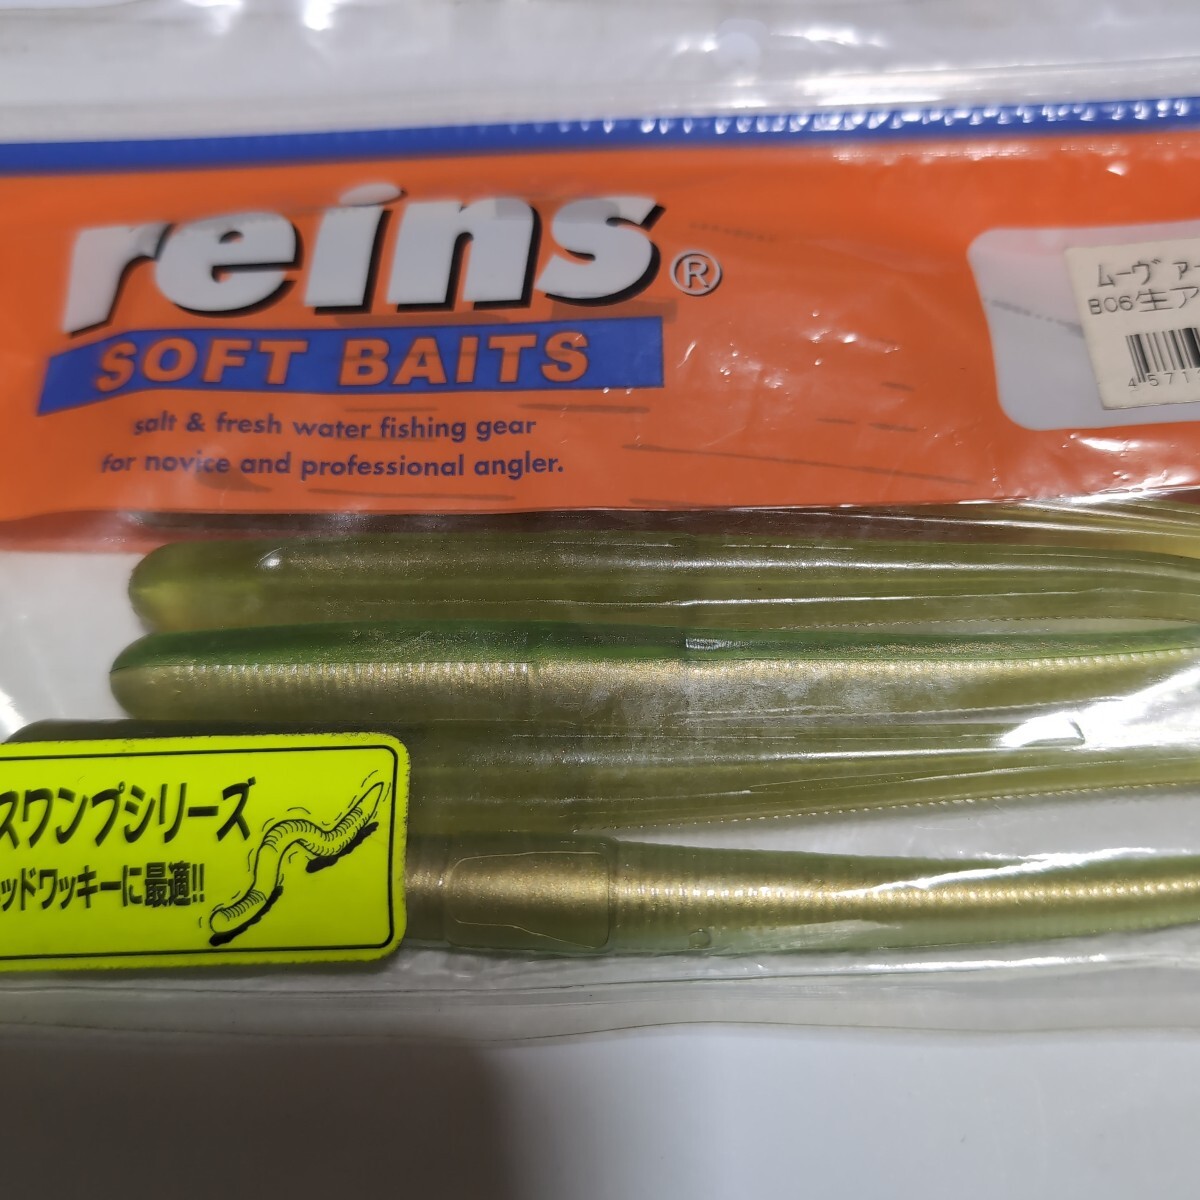 reins®
SOFT BAITS
salt & fresh water fishing gear
for novice and professional angler.
ムーヴァー
B06生ア
4571
スワンプシリーズ
ッドワッキーに最適!!